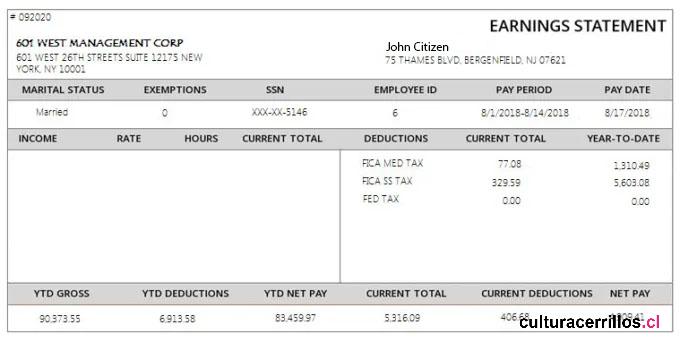 # 092020
EARNINGS STATEMENT
601 WEST MANAGEMENT CORP
601 WEST 26TH STREETS SUITE 12175 NEW
YORK, NY 10001
John Citizen
75 THAMES BLVD, BERGENFIELD, NJ 07621
MARITAL STATUS EXEMPTIONS SSN EMPLOYEE ID PAY PERIOD PAY DATE
Married 0 XXX-XX-5146 6 8/1/2018-8/14/2018 8/17/2018
INCOME RATE HOURS CURRENT TOTAL DEDUCTIONS CURRENT TOTAL YEAR-TO-DATE
FICA MED TAX 77.08 1,310.49
FICA SS TAX 329.59 5,603.08
FED TAX 0.00 0.00
YTD GROSS YTD DEDUCTIONS YTD NET PAY CURRENT TOTAL CURRENT DEDUCTIONS NET PAY
90,373.55 6,913.58 83,459.97 5,316.09
culturacerrillos.cl